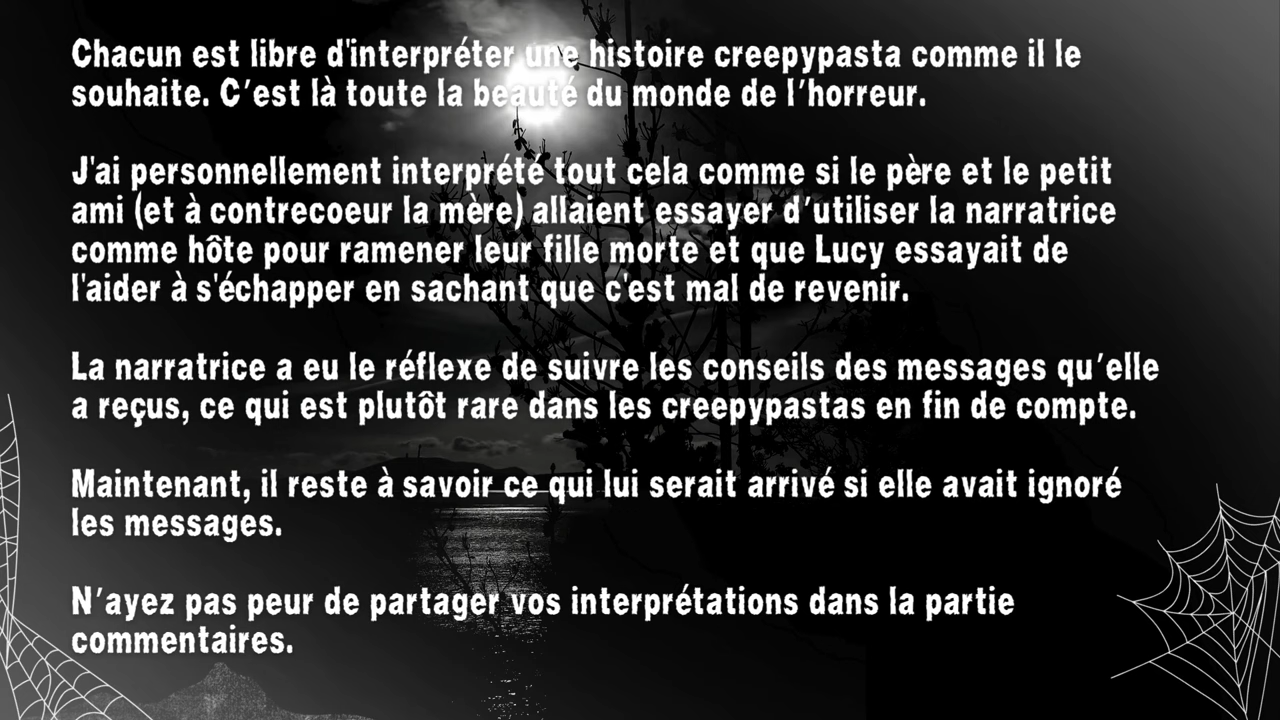 Chacun est libre d'interpréter une histoire creepypasta comme il le
souhaite. C'est là toute la beauté du monde de l'horreur.
J'ai personnellement interprété tout cela comme si le père et le petit
ami (et à contrecoeur la mère) allaient essayer d'utiliser la narratrice
comme hôte pour ramener leur fille morte et que Lucy essayait de
l'aider à s'échapper en sachant que c'est mal de revenir.
La narratrice a eu le réflexe de suivre les conseils des messages qu'elle
a reçus, ce qui est plutôt rare dans les creepypastas en fin de compte.
Maintenant, il reste à savoir ce qui lui serait arrivé si elle avait ignoré
les messages.
N'ayez pas peur de partager vos interprétations dans la partie
commentaires.